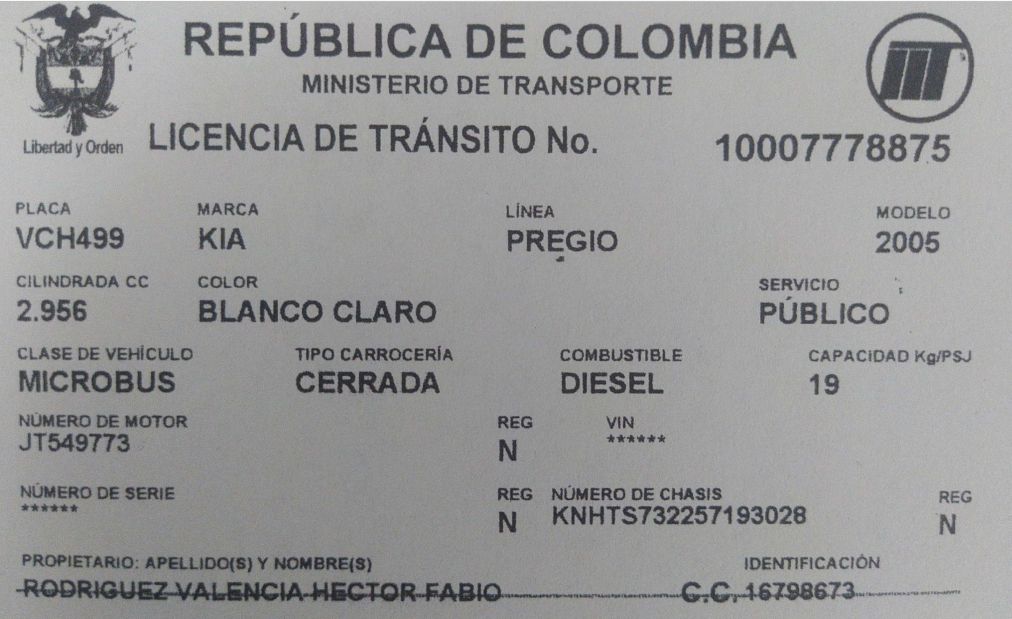 REPÚBLICA DE COLOMBIA
MINISTERIO DE TRANSPORTE
Libertad y Orden
LICENCIA DE TRÁNSITO No. 10007778875
PLACA MARCA LÍNEA MODELO
VCH499 KIA PREGIO 2005
CILINDRADA CC COLOR SERVICIO
2.956 BLANCO CLARO PÚBLICO
CLASE DE VEHÍCULO TIPO CARROCERÍA COMBUSTIBLE CAPACIDAD Kg/PSJ
MICROBUS CERRADA DIESEL 19
NÚMERO DE MOTOR REG VIN
JT549773 N ******
NÚMERO DE SERIE REG NÚMERO DE CHASIS REG
****** N KNHTS732257193028 N
PROPIETARIO: APELLIDO(S) Y NOMBRE(S) IDENTIFICACIÓN
RODRIGUEZ VALENCIA HECTOR FABIO C.C. 16798673